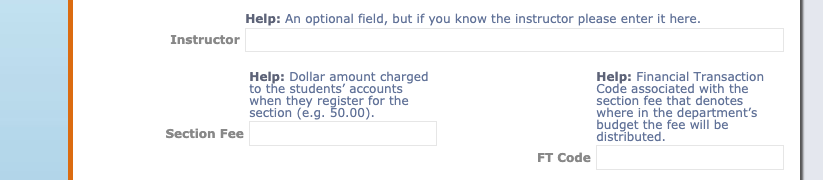 Help: An optional field, but if you know the instructor please enter it here.
Instructor
Help: Dollar amount charged
to the students’ accounts
when they register for the
section (e.g. 50.00).
Section Fee
Help: Financial Transaction
Code associated with the
section fee that denotes
where in the department’s
budget the fee will be
distributed.
FT Code